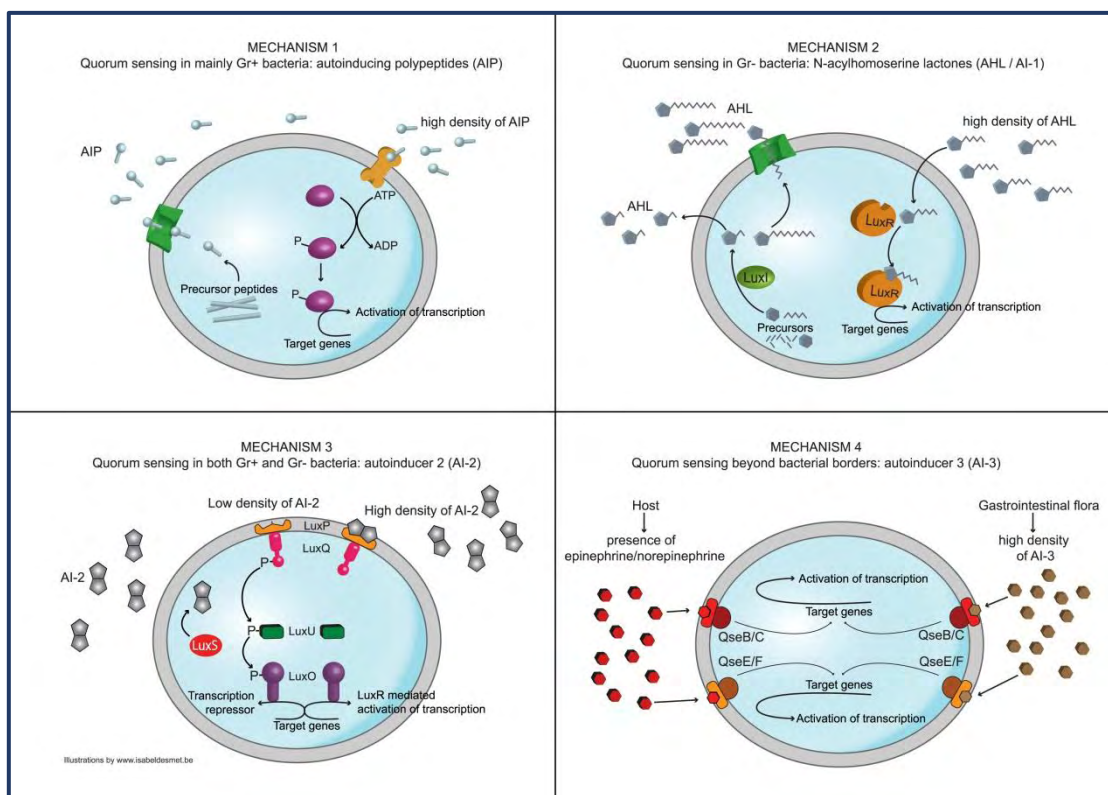 MECHANISM 1
Quorum sensing in mainly Gr+ bacteria: autoinducing polypeptides (AIP)
high density of AIP
AIP
ATP
P
ADP
Precursor peptides
P
Activation of transcription
Target genes
MECHANISM 2
Quorum sensing in Gr- bacteria: N-acylhomoserine lactones (AHL / AI-1)
AHL
high density of AHL
AHL
LuxR
LuxI
LuxR
Precursors
Activation of transcription
Target genes
MECHANISM 3
Quorum sensing in both Gr+ and Gr- bacteria: autoinducer 2 (AI-2)
Low density of AI-2
High density of AI-2
LuxP
LuxQ
P
AI-2
LuxS
P
LuxU
P
LuxO
Transcription
repressor
LuxR mediated
activation of transcription
Target genes
Illustrations by www.isabeldesmet.be
MECHANISM 4
Quorum sensing beyond bacterial borders: autoinducer 3 (AI-3)
Host
presence of
epinephrine/norepinephrine
Gastrointestinal flora
high density
of AI-3
Activation of transcription
Target genes
QseB/C
QseB/C
QseE/F
QseE/F
Target genes
Activation of transcription